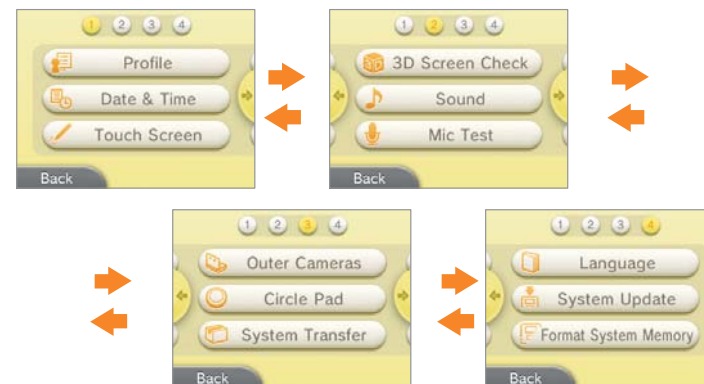 1 2 3 4
Profile
Date & Time
Touch Screen
Back
1 2 3 4
3D Screen Check
Sound
Mic Test
Back
1 2 3 4
Outer Cameras
Circle Pad
System Transfer
Back
1 2 3 4
Language
System Update
Format System Memory
Back